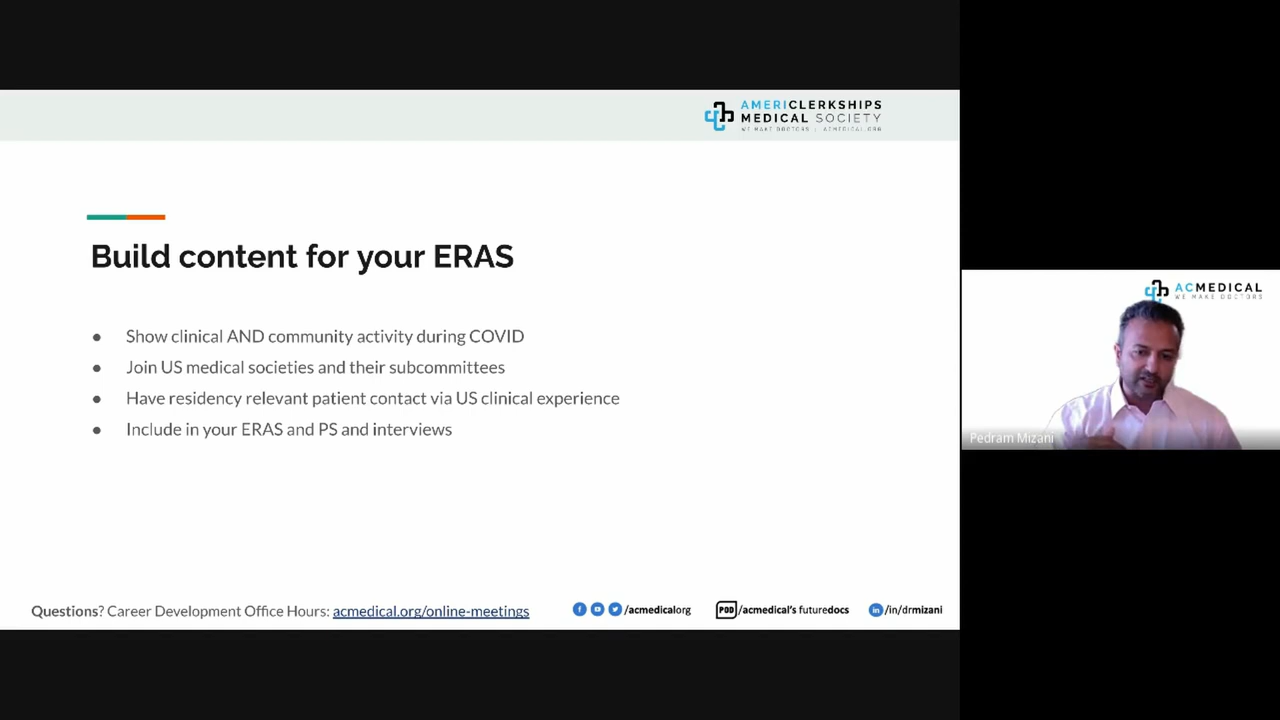 AMERICLERKSHIPS
MEDICAL SOCIETY
WE MAKE DOCTORS | ACMEDICAL.ORG
Build content for your ERAS
● Show clinical AND community activity during COVID
● Join US medical societies and their subcommittees
● Have residency relevant patient contact via US clinical experience
● Include in your ERAS and PS and interviews
Questions? Career Development Office Hours: acmedical.org/online-meetings
/acmedicalorg
POD /acmedical's futuredocs
in /in/drmizani
ACMEDICAL
WE MAKE DOCTORS
Pedram Mizani